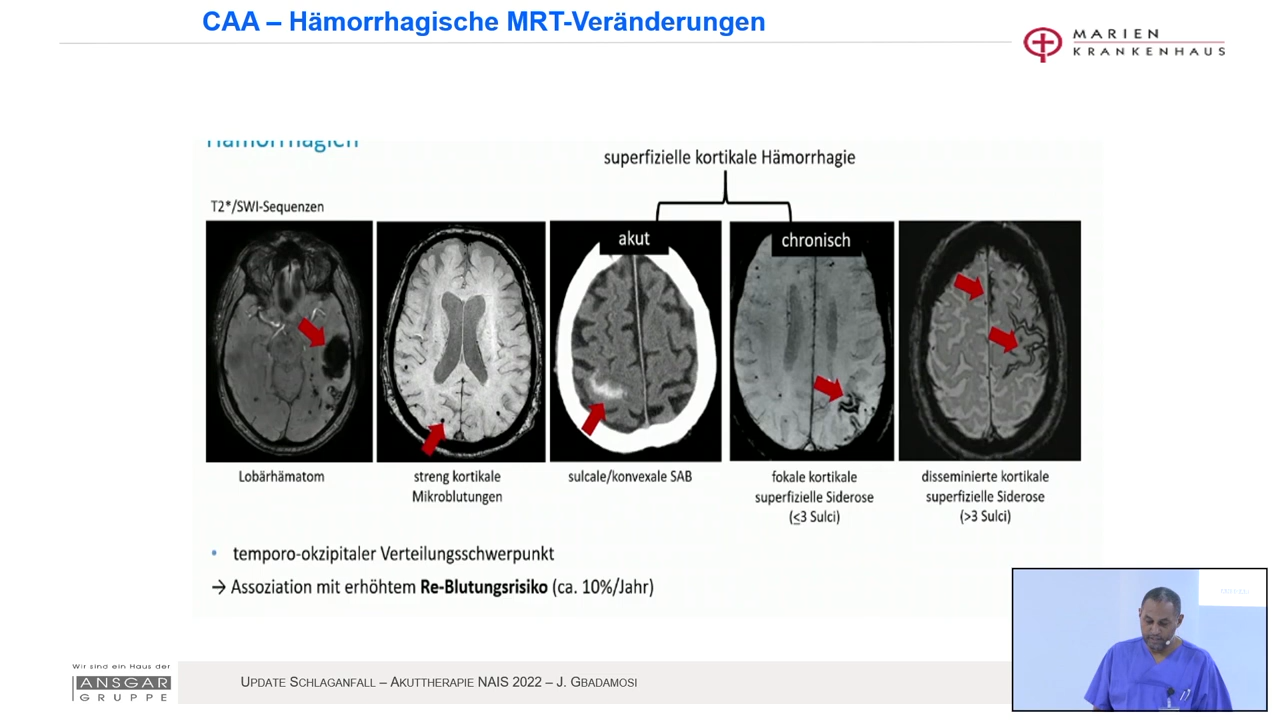 CAA – Hämorrhagische MRT-Veränderungen
MARIEN
KRANKENHAUS
Hämorrhagien
superfizielle kortikale Hämorrhagie
T2*/SWI-Sequenzen
akut
chronisch
Lobärhämatom
streng kortikale
Mikroblutungen
sulcale/konvexale SAB
fokale kortikale
superfizielle Siderose
(≤3 Sulci)
disseminierte kortikale
superfizielle Siderose
(>3 Sulci)
• temporo-okzipitaler Verteilungsschwerpunkt
→ Assoziation mit erhöhtem Re-Blutungsrisiko (ca. 10%/Jahr)
Wir sind ein Haus der
ANSGAR
GRUPPE
UPDATE SCHLAGANFALL – AKUTTHERAPIE NAIS 2022 – J. GBADAMOSI